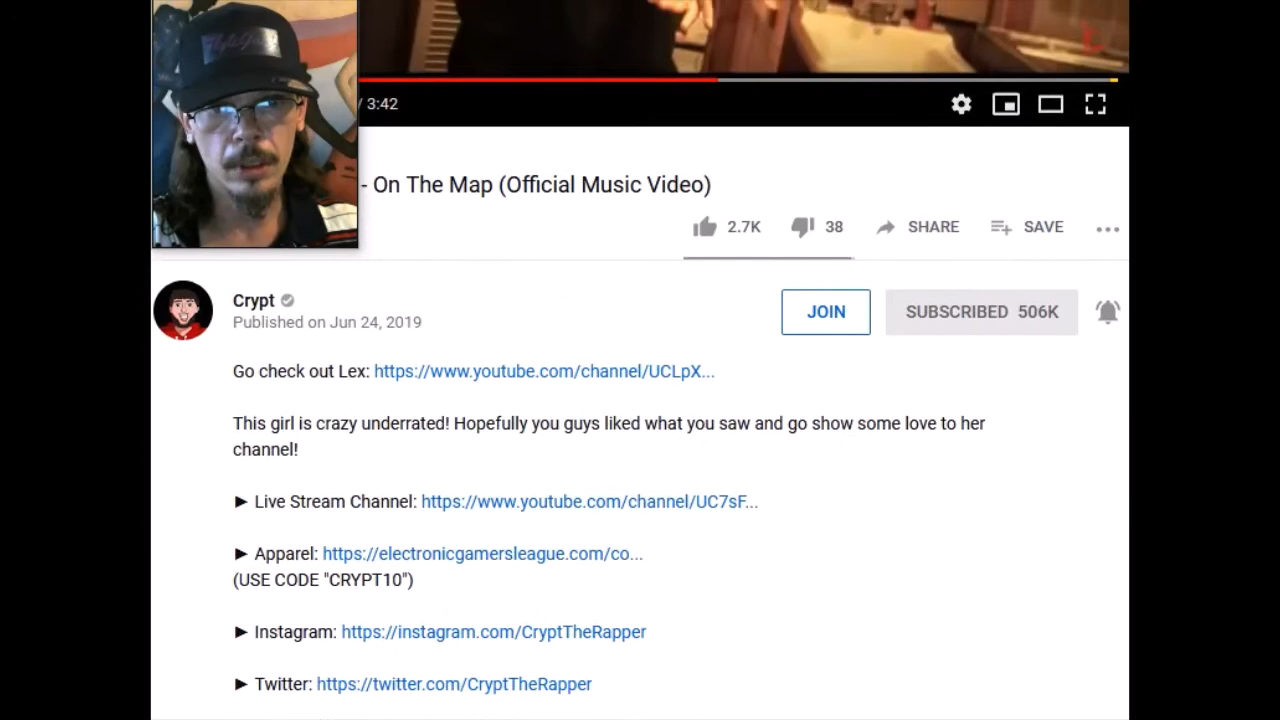 / 3:42
- On The Map (Official Music Video)
2.7K 38 SHARE SAVE
Crypt
Published on Jun 24, 2019
JOIN SUBSCRIBED 506K
Go check out Lex: https://www.youtube.com/channel/UCLpX...
This girl is crazy underrated! Hopefully you guys liked what you saw and go show some love to her
channel!
► Live Stream Channel: https://www.youtube.com/channel/UC7sF...
► Apparel: https://electronicgamersleague.com/co...
(USE CODE "CRYPT10")
► Instagram: https://instagram.com/CryptTheRapper
► Twitter: https://twitter.com/CryptTheRapper